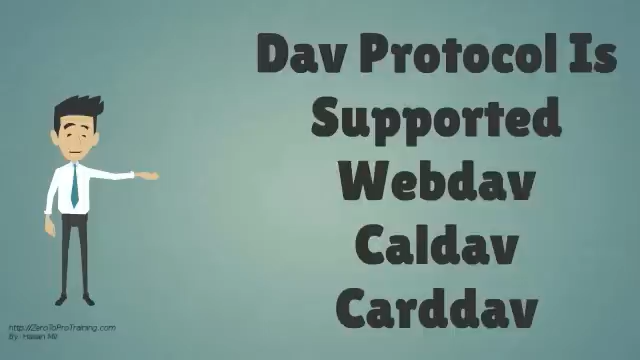 Dav Protocol Is
Supported
Webdav
Caldav
Carddav
http://ZeroToProTraining.com
By: Hasan Mir